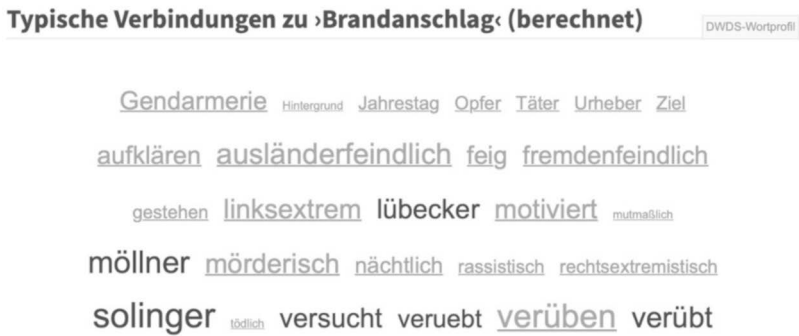 Typische Verbindungen zu ›Brandanschlag‹ (berechnet) DWDS-Wortprofil
Gendarmerie Hintergrund Jahrestag Opfer Täter Urheber Ziel
aufklären ausländerfeindlich feig fremdenfeindlich
gestehen linksextrem lübecker motiviert mutmaßlich
möllner mörderisch nächtlich rassistisch rechtsextremistisch
solinger tödlich versucht veruebt verüben verübt